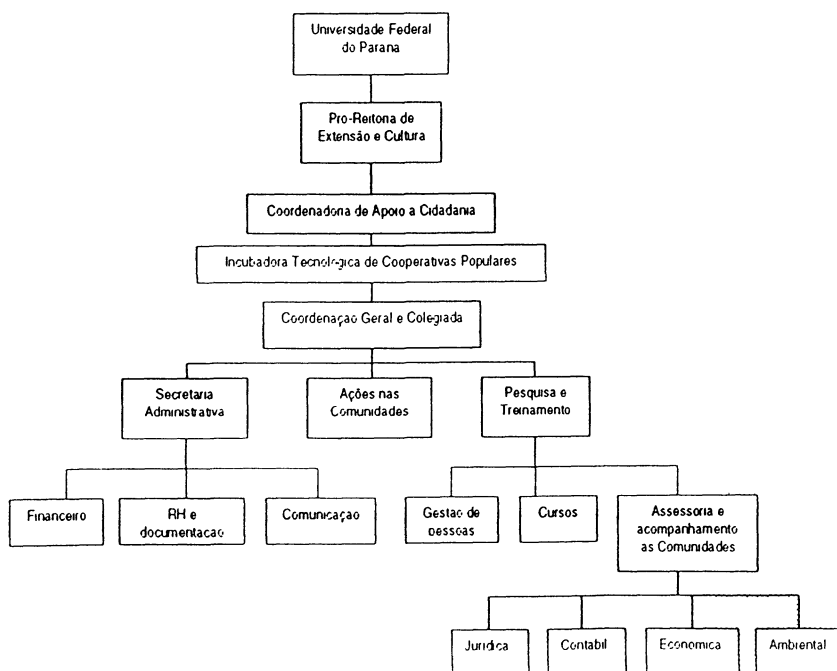 Universidade Federal
do Parana
Pro-Reitoria de
Extensão e Cultura
Coordenadoria de Apoio a Cidadania
Incubadora Tecnológica de Cooperativas Populares
Coordenação Geral e Colegiada
Secretaria
Administrativa
Ações nas
Comunidades
Pesquisa e
Treinamento
Financeiro
RH e
documentacao
Comunicação
Gestão de
pessoas
Cursos
Assessoria e
acompanhamento
as Comunidades
Juridica
Contabil
Económica
Ambiental